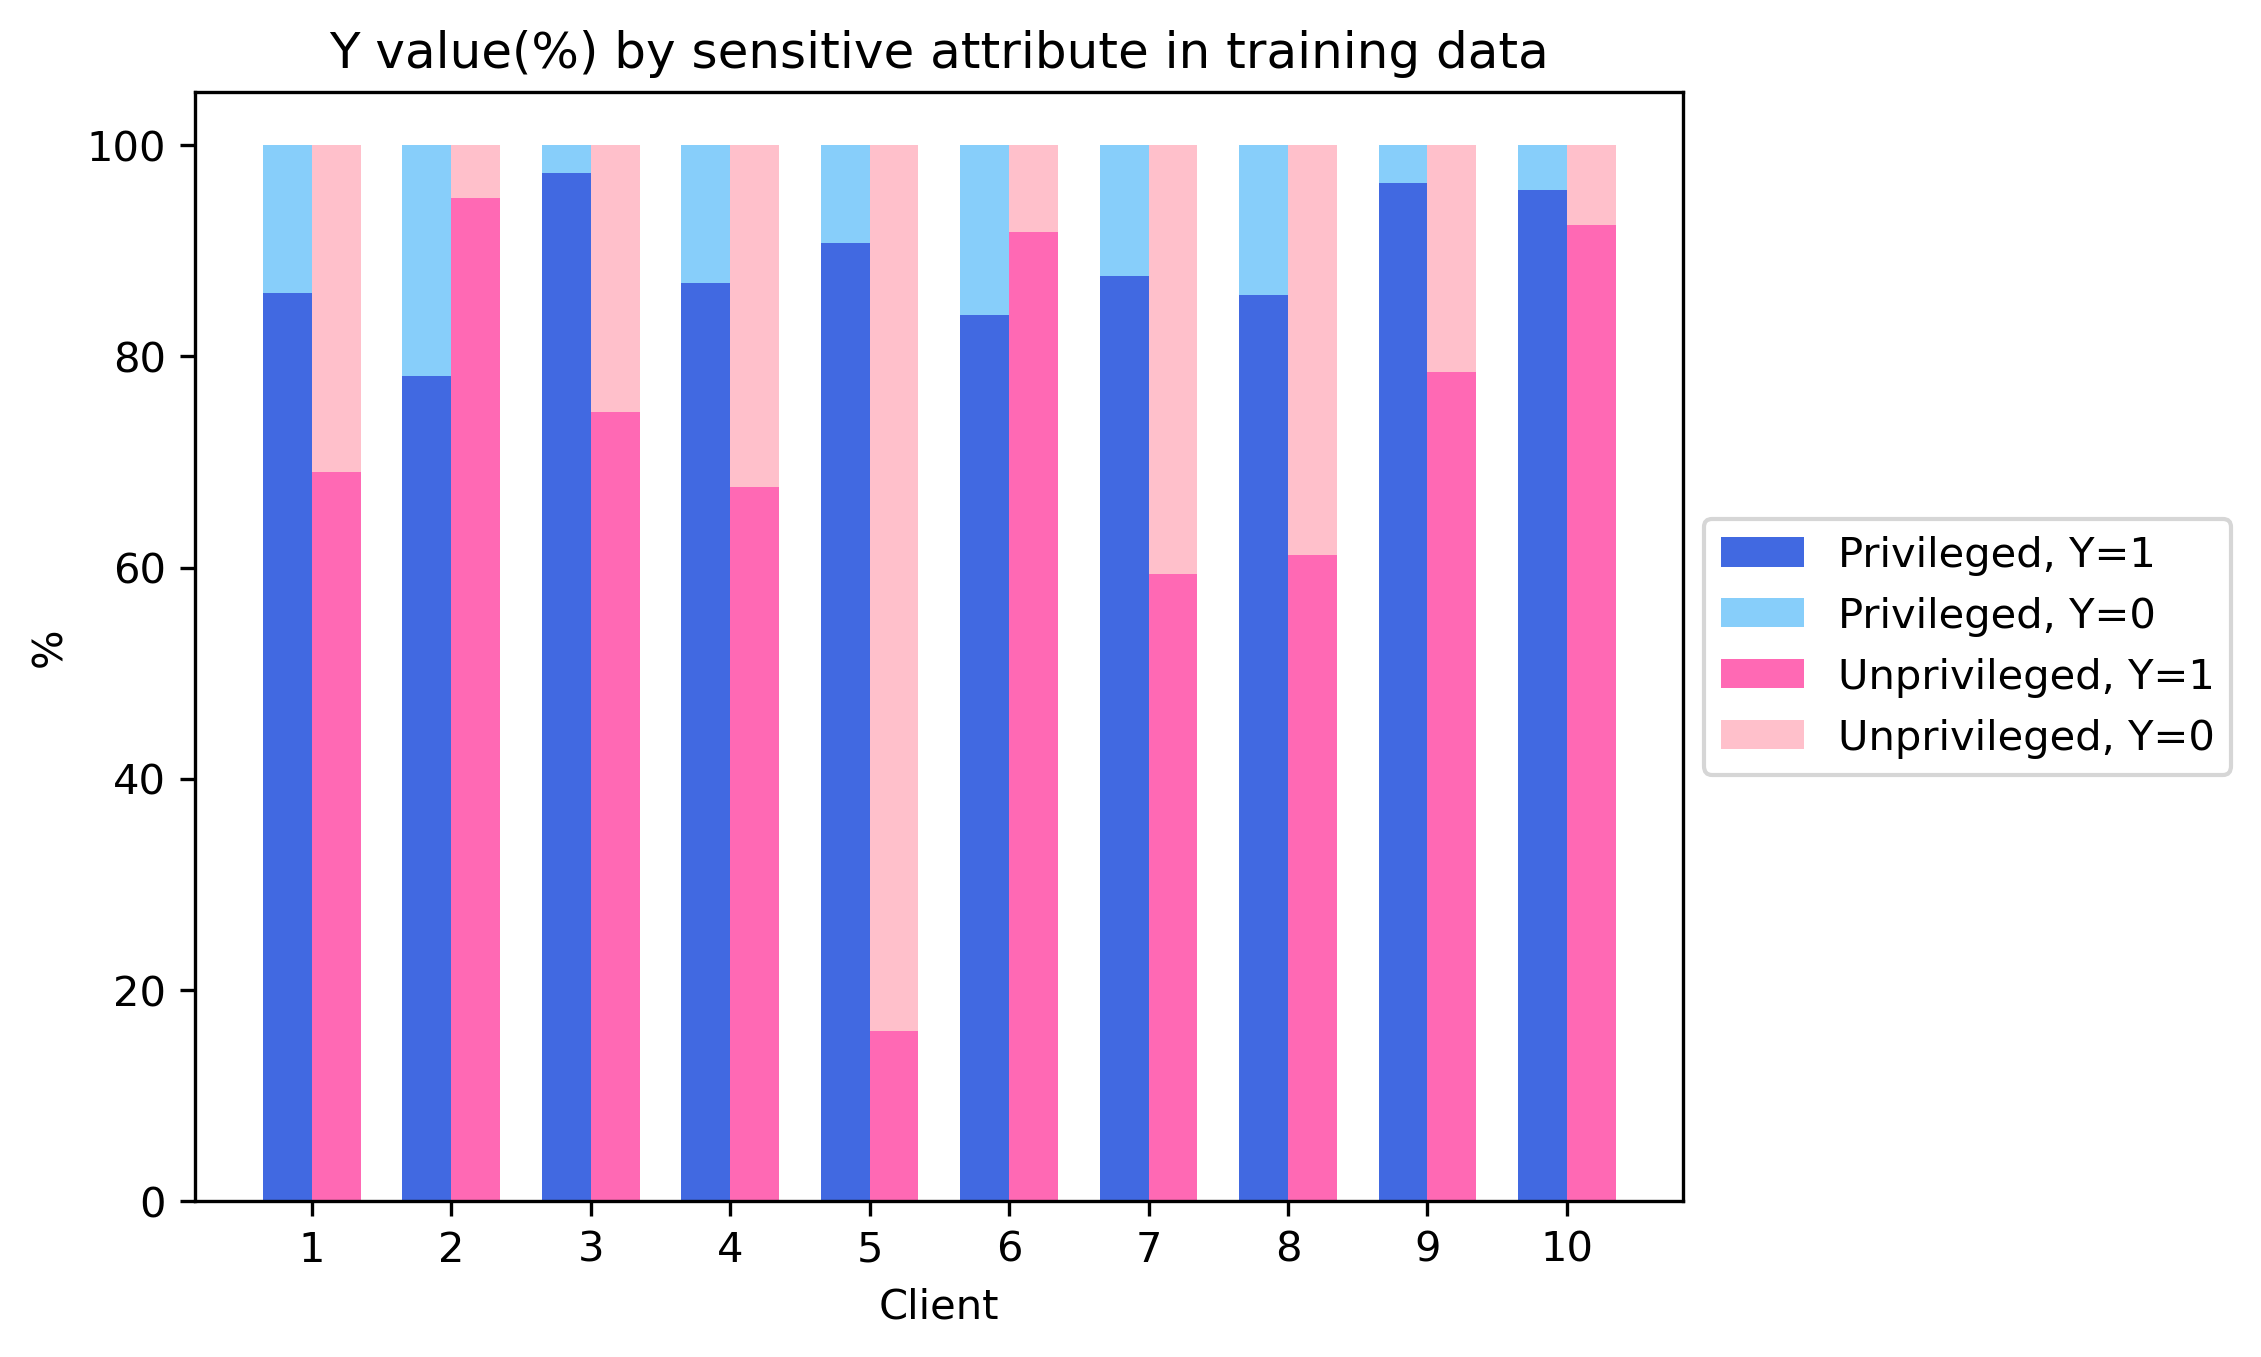 Y value(%) by sensitive attribute in training data
100
80
60
40
20
0
%
1 2 3 4 5 6 7 8 9 10
Client
Privileged, Y=1
Privileged, Y=0
Unprivileged, Y=1
Unprivileged, Y=0